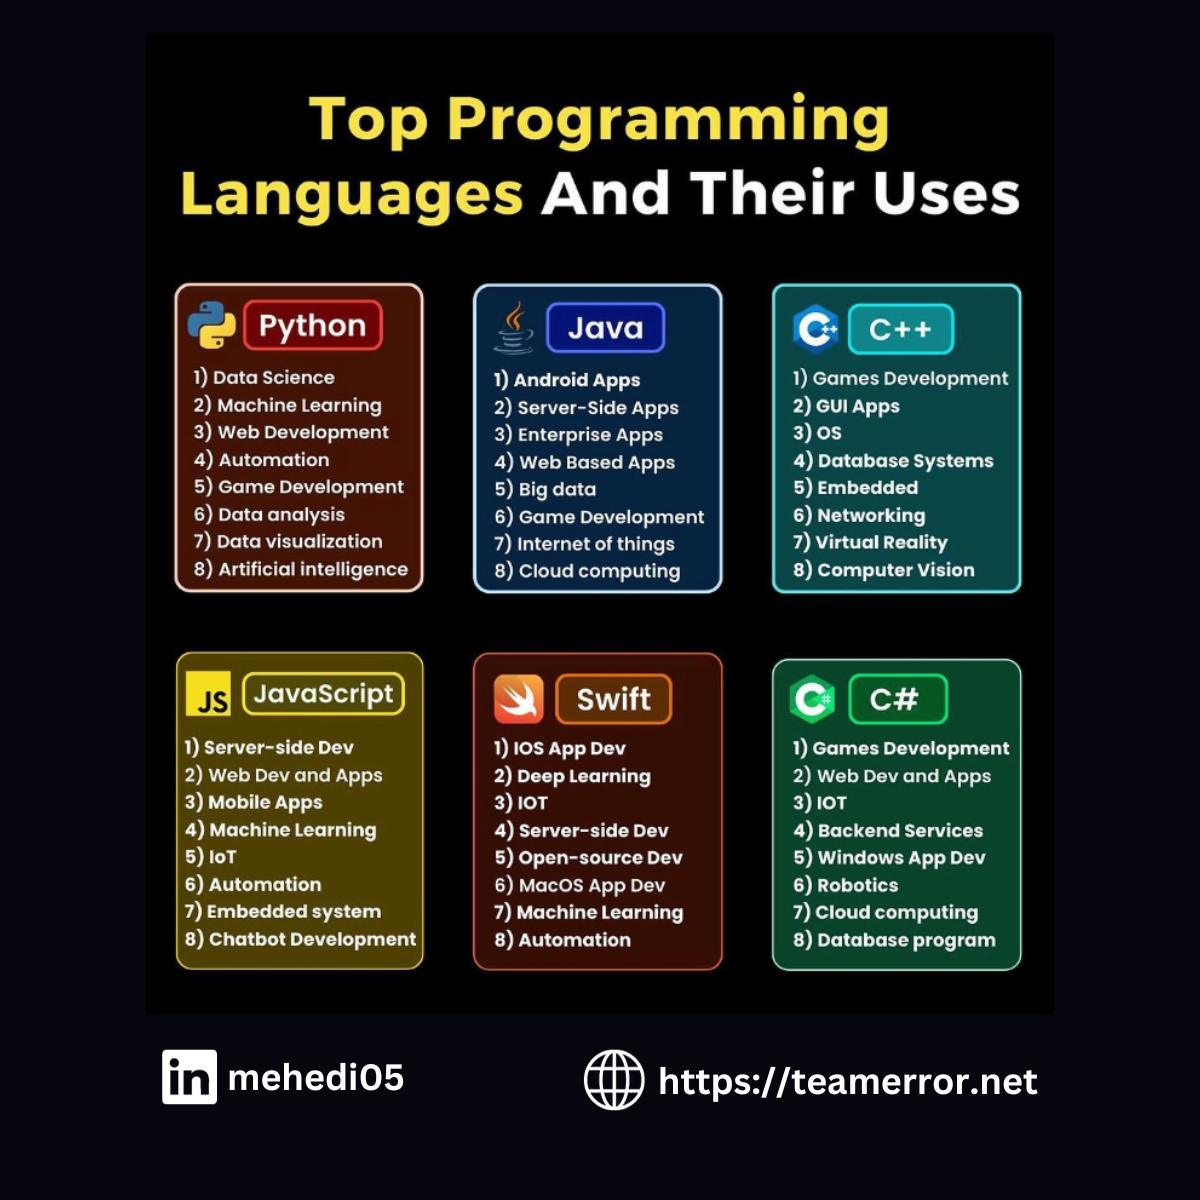 Top Programming
Languages And Their Uses
Python
1) Data Science
2) Machine Learning
3) Web Development
4) Automation
5) Game Development
6) Data analysis
7) Data visualization
8) Artificial intelligence
Java
1) Android Apps
2) Server-Side Apps
3) Enterprise Apps
4) Web Based Apps
5) Big data
6) Game Development
7) Internet of things
8) Cloud computing
C++
C++
1) Games Development
2) GUI Apps
3) OS
4) Database Systems
5) Embedded
6) Networking
7) Virtual Reality
8) Computer Vision
JS
JavaScript
1) Server-side Dev
2) Web Dev and Apps
3) Mobile Apps
4) Machine Learning
5) IoT
6) Automation
7) Embedded system
8) Chatbot Development
Swift
1) IOS App Dev
2) Deep Learning
3) IOT
4) Server-side Dev
5) Open-source Dev
6) MacOS App Dev
7) Machine Learning
8) Automation
C#
C#
1) Games Development
2) Web Dev and Apps
3) IOT
4) Backend Services
5) Windows App Dev
6) Robotics
7) Cloud computing
8) Database program
in mehedi05
https://teamerror.net